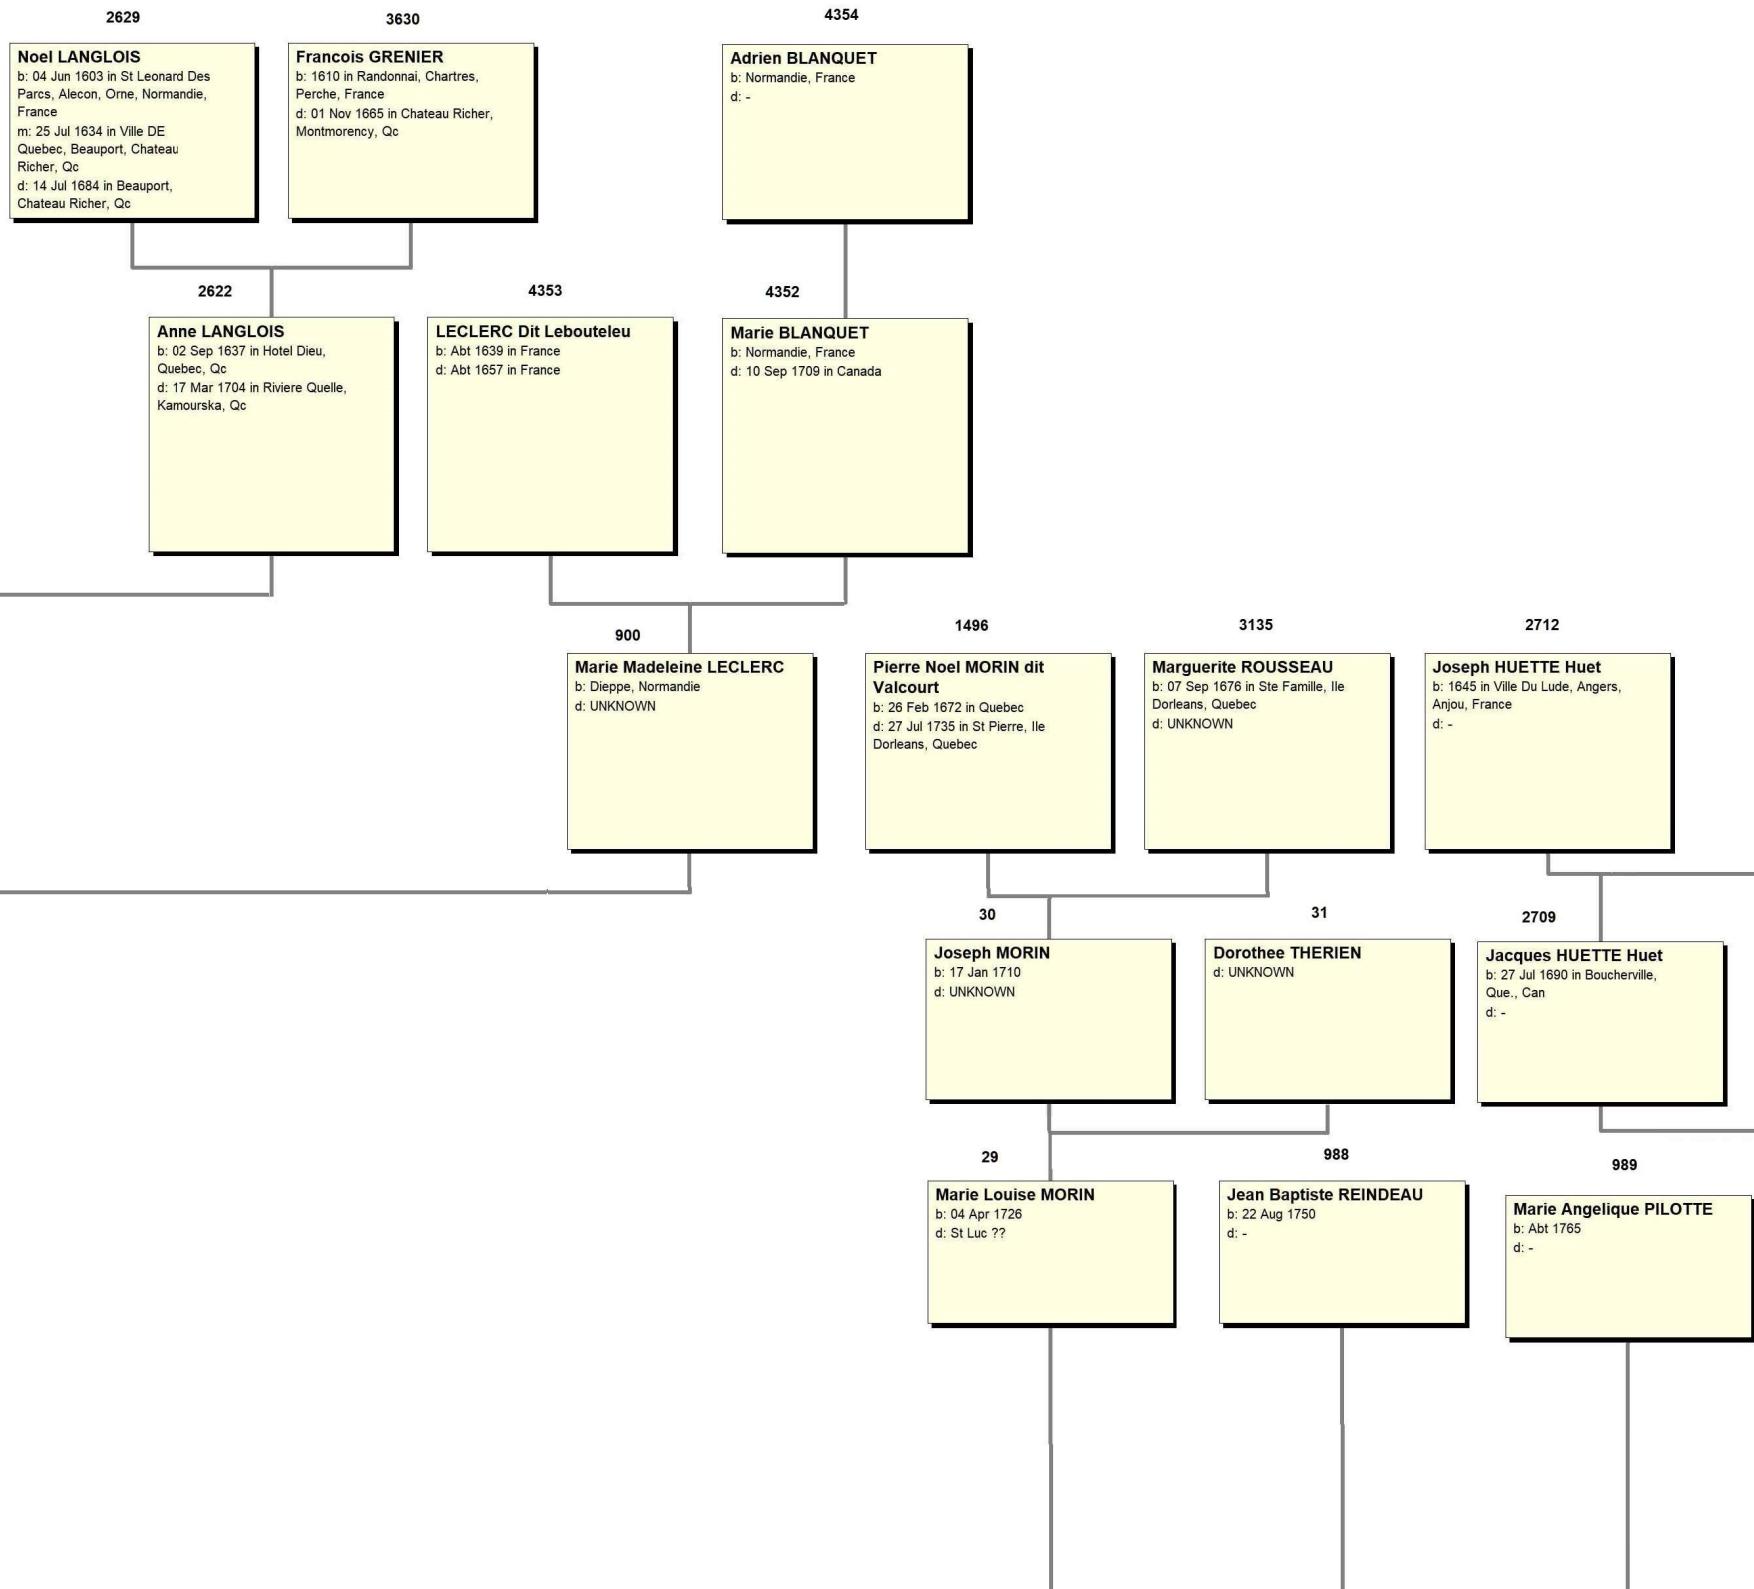 2629
Noel LANGLOIS
b: 04 Jun 1603 in St Leonard Des
Parcs, Alecon, Orne, Normandie,
France
m: 25 Jul 1634 in Ville DE
Quebec, Beauport, Chateau
Richer, Qc
d: 14 Jul 1684 in Beauport,
Chateau Richer, Qc
3630
Francois GRENIER
b: 1610 in Randonnai, Chartres,
Perche, France
d: 01 Nov 1665 in Chateau Richer,
Montmorency, Qc
4354
Adrien BLANQUET
b: Normandie, France
d: -
2622
Anne LANGLOIS
b: 02 Sep 1637 in Hotel Dieu,
Quebec, Qc
d: 17 Mar 1704 in Riviere Quelle,
Kamourska, Qc
4353
LECLERC Dit Lebouteleu
b: Abt 1639 in France
d: Abt 1657 in France
4352
Marie BLANQUET
b: Normandie, France
d: 10 Sep 1709 in Canada
900
Marie Madeleine LECLERC
b: Dieppe, Normandie
d: UNKNOWN
1496
Pierre Noel MORIN dit
Valcourt
b: 26 Feb 1672 in Quebec
d: 27 Jul 1735 in St Pierre, Ile
Dorleans, Quebec
3135
Marguerite ROUSSEAU
b: 07 Sep 1676 in Ste Famille, Ile
Dorleans, Quebec
d: UNKNOWN
2712
Joseph HUETTE Huet
b: 1645 in Ville Du Lude, Angers,
Anjou, France
d: -
30
Joseph MORIN
b: 17 Jan 1710
d: UNKNOWN
31
Dorothee THERIEN
d: UNKNOWN
2709
Jacques HUETTE Huet
b: 27 Jul 1690 in Boucherville,
Que., Can
d: -
29
Marie Louise MORIN
b: 04 Apr 1726
d: St Luc ??
988
Jean Baptiste REINDEAU
b: 22 Aug 1750
d: -
989
Marie Angelique PILOTTE
b: Abt 1765
d: -